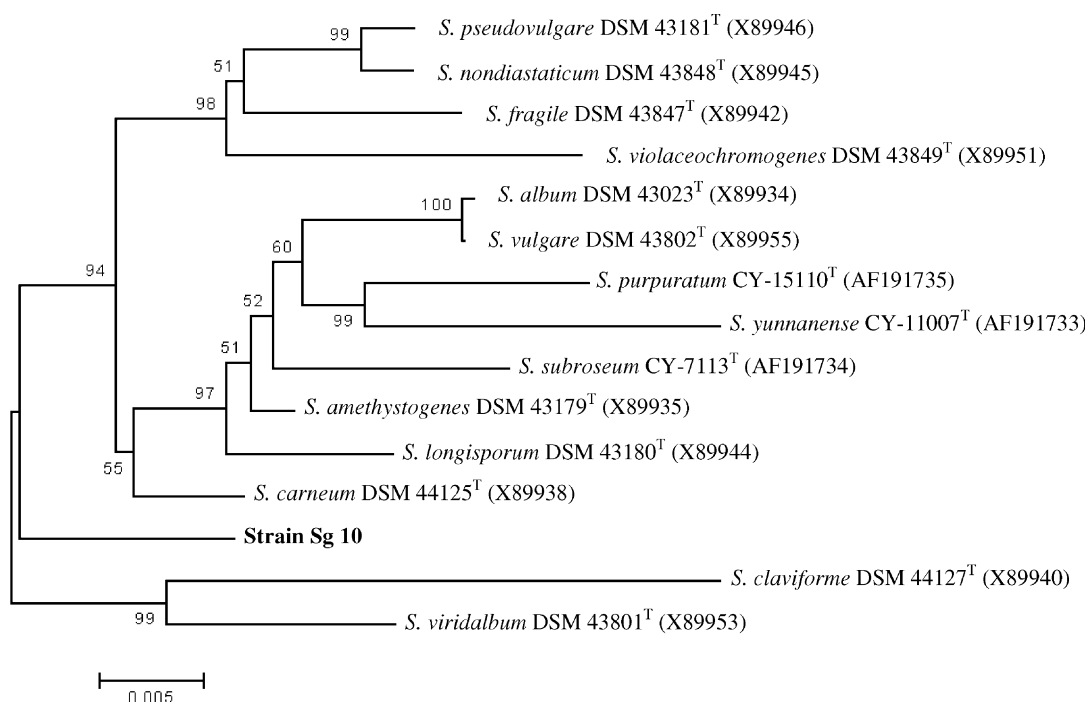 99
S. pseudovulgare DSM 43181T (X89946)
51
S. nondiastaticum DSM 43848T (X89945)
98
S. fragile DSM 43847T (X89942)
S. violaceochromogenes DSM 43849T (X89951)
100
S. album DSM 43023T (X89934)
60
S. vulgare DSM 43802T (X89955)
94
S. purpuratum CY-15110T (AF191735)
52
99
S. yunnanense CY-11007T (AF191733)
51
S. subroseum CY-7113T (AF191734)
97
S. amethystogenes DSM 43179T (X89935)
S. longisporum DSM 43180T (X89944)
55
S. carneum DSM 44125T (X89938)
Strain Sg 10
S. claviforme DSM 44127T (X89940)
99
S. viridalbum DSM 43801T (X89953)
0.005